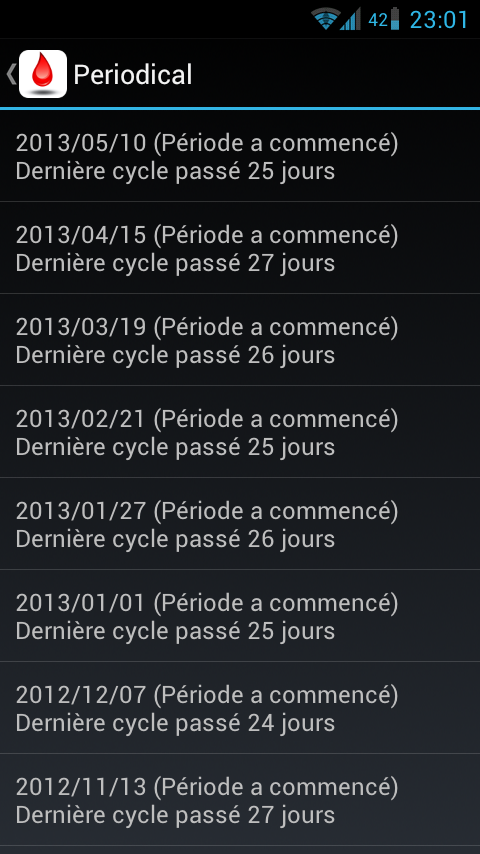 42 23:01
Periodical
2013/05/10 (Période a commencé)
Dernière cycle passé 25 jours
2013/04/15 (Période a commencé)
Dernière cycle passé 27 jours
2013/03/19 (Période a commencé)
Dernière cycle passé 26 jours
2013/02/21 (Période a commencé)
Dernière cycle passé 25 jours
2013/01/27 (Période a commencé)
Dernière cycle passé 26 jours
2013/01/01 (Période a commencé)
Dernière cycle passé 25 jours
2012/12/07 (Période a commencé)
Dernière cycle passé 24 jours
2012/11/13 (Période a commencé)
Dernière cycle passé 27 jours